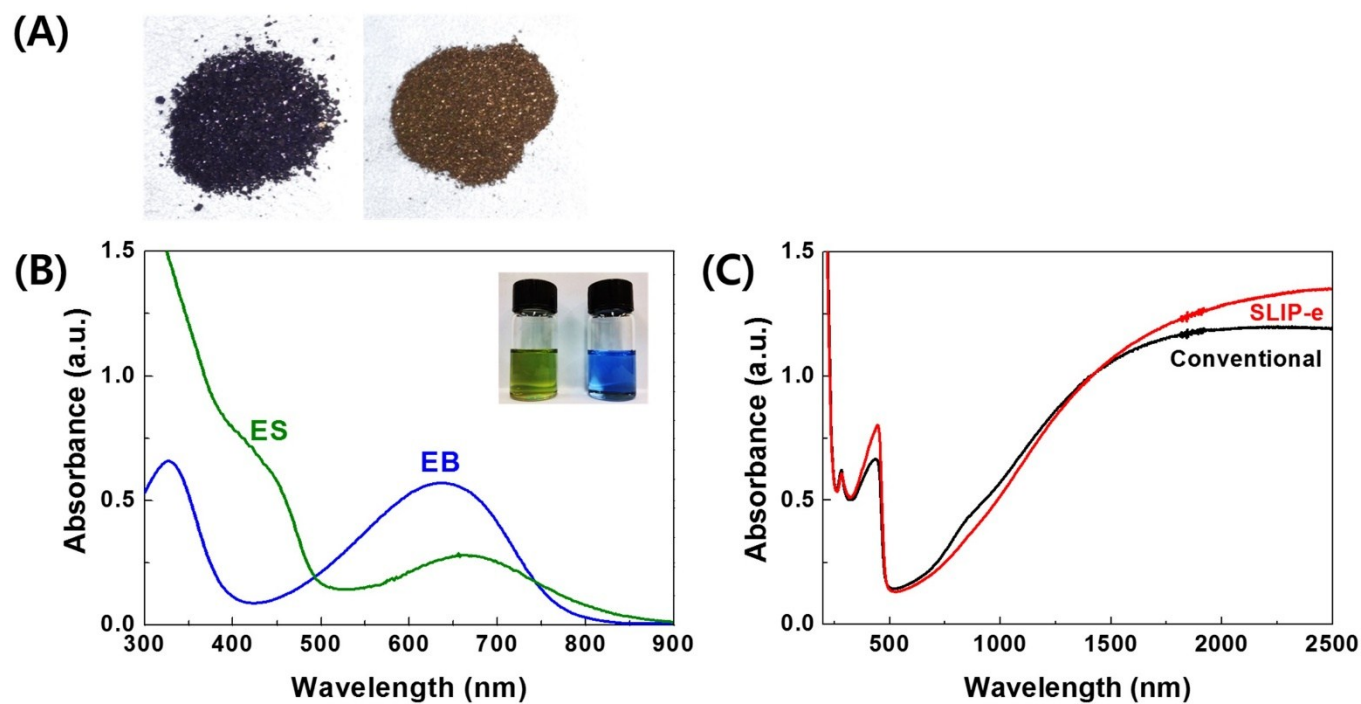 (A)
(B)
1.5
1.0
0.5
0.0
Absorbance (a.u.)
ES
EB
300 400 500 600 700 800 900
Wavelength (nm)
(C)
1.5
1.0
0.5
0.0
Absorbance (a.u.)
SLIP-e
Conventional
500 1000 1500 2000 2500
Wavelength (nm)